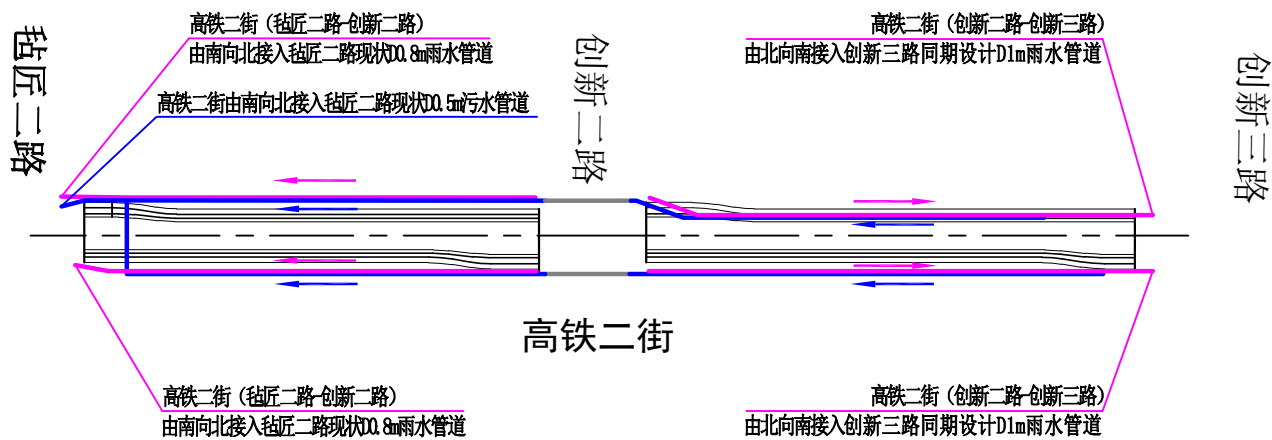 高铁二街（毡匠二路-创新二路）
由南向北接入毡匠二路现状D0.8m雨水管道
高铁二街由南向北接入毡匠二路现状D0.5m污水管道
高铁二街（创新二路-创新三路）
由北向南接入创新三路同期设计D1m雨水管道
毡匠二路
创新二路
创新三路
高铁二街
高铁二街（毡匠二路-创新二路）
由南向北接入毡匠二路现状D0.8m雨水管道
高铁二街（创新二路-创新三路）
由北向南接入创新三路同期设计D1m雨水管道